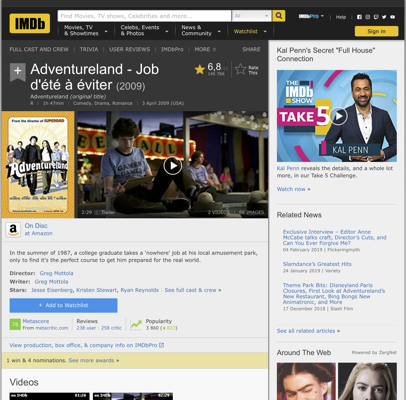 IMDb
Find Movies, TV shows, Celebrities and more...
All
Movies, TV
& Showtimes
Celebs, Events
& Photos
News &
Community
Watchlist
IMDbPro
Help
Sign in
FULL CAST AND CREW | TRIVIA | USER REVIEWS | IMDbPro | MORE
SHARE
Adventureland - Job
d'été à éviter (2009)
Adventureland (original title)
R | 1h 47min | Comedy, Drama, Romance | 3 April 2009 (USA)
6,8
Rate
This
From the Director of SUPERBAD
Adventureland
2:29 | Trailer
2 VIDEOS | 66 IMAGES
On Disc
at Amazon
In the summer of 1987, a college graduate takes a 'nowhere' job at his local amusement park,
only to find it's the perfect course to get him prepared for the real world.
Director: Greg Mottola
Writer: Greg Mottola
Stars: Jesse Eisenberg, Kristen Stewart, Ryan Reynolds | See full cast & crew »
+ Add to Watchlist
Metascore
From metacritic.com
Reviews
238 user | 258 critic
Popularity
View production, box office, & company info on IMDbPro
1 win & 4 nominations. See more awards »
Videos
Kal Penn's Secret "Full House"
Connection
THE
IMDb
SHOW
TAKE 5
KAL PENN
Kal Penn reveals the details, and a whole lot
more, in our Take 5 Challenge.
Watch now »
Related News
Exclusive Interview – Editor Anne
McCabe talks craft, Director's Cuts, and
Can You Ever Forgive Me?
04 February 2019 | Flickeringmyth
Slamdance's Greatest Hits
24 January 2019 | Variety
Theme Park Bits: Disneyland Paris
Closures, First Look at Adventureland's
New Restaurant, Bing Bongs New
Animatronic, and More
17 December 2018 | Slash Film
See all related articles »
Around The Web | Powered by ZergNet